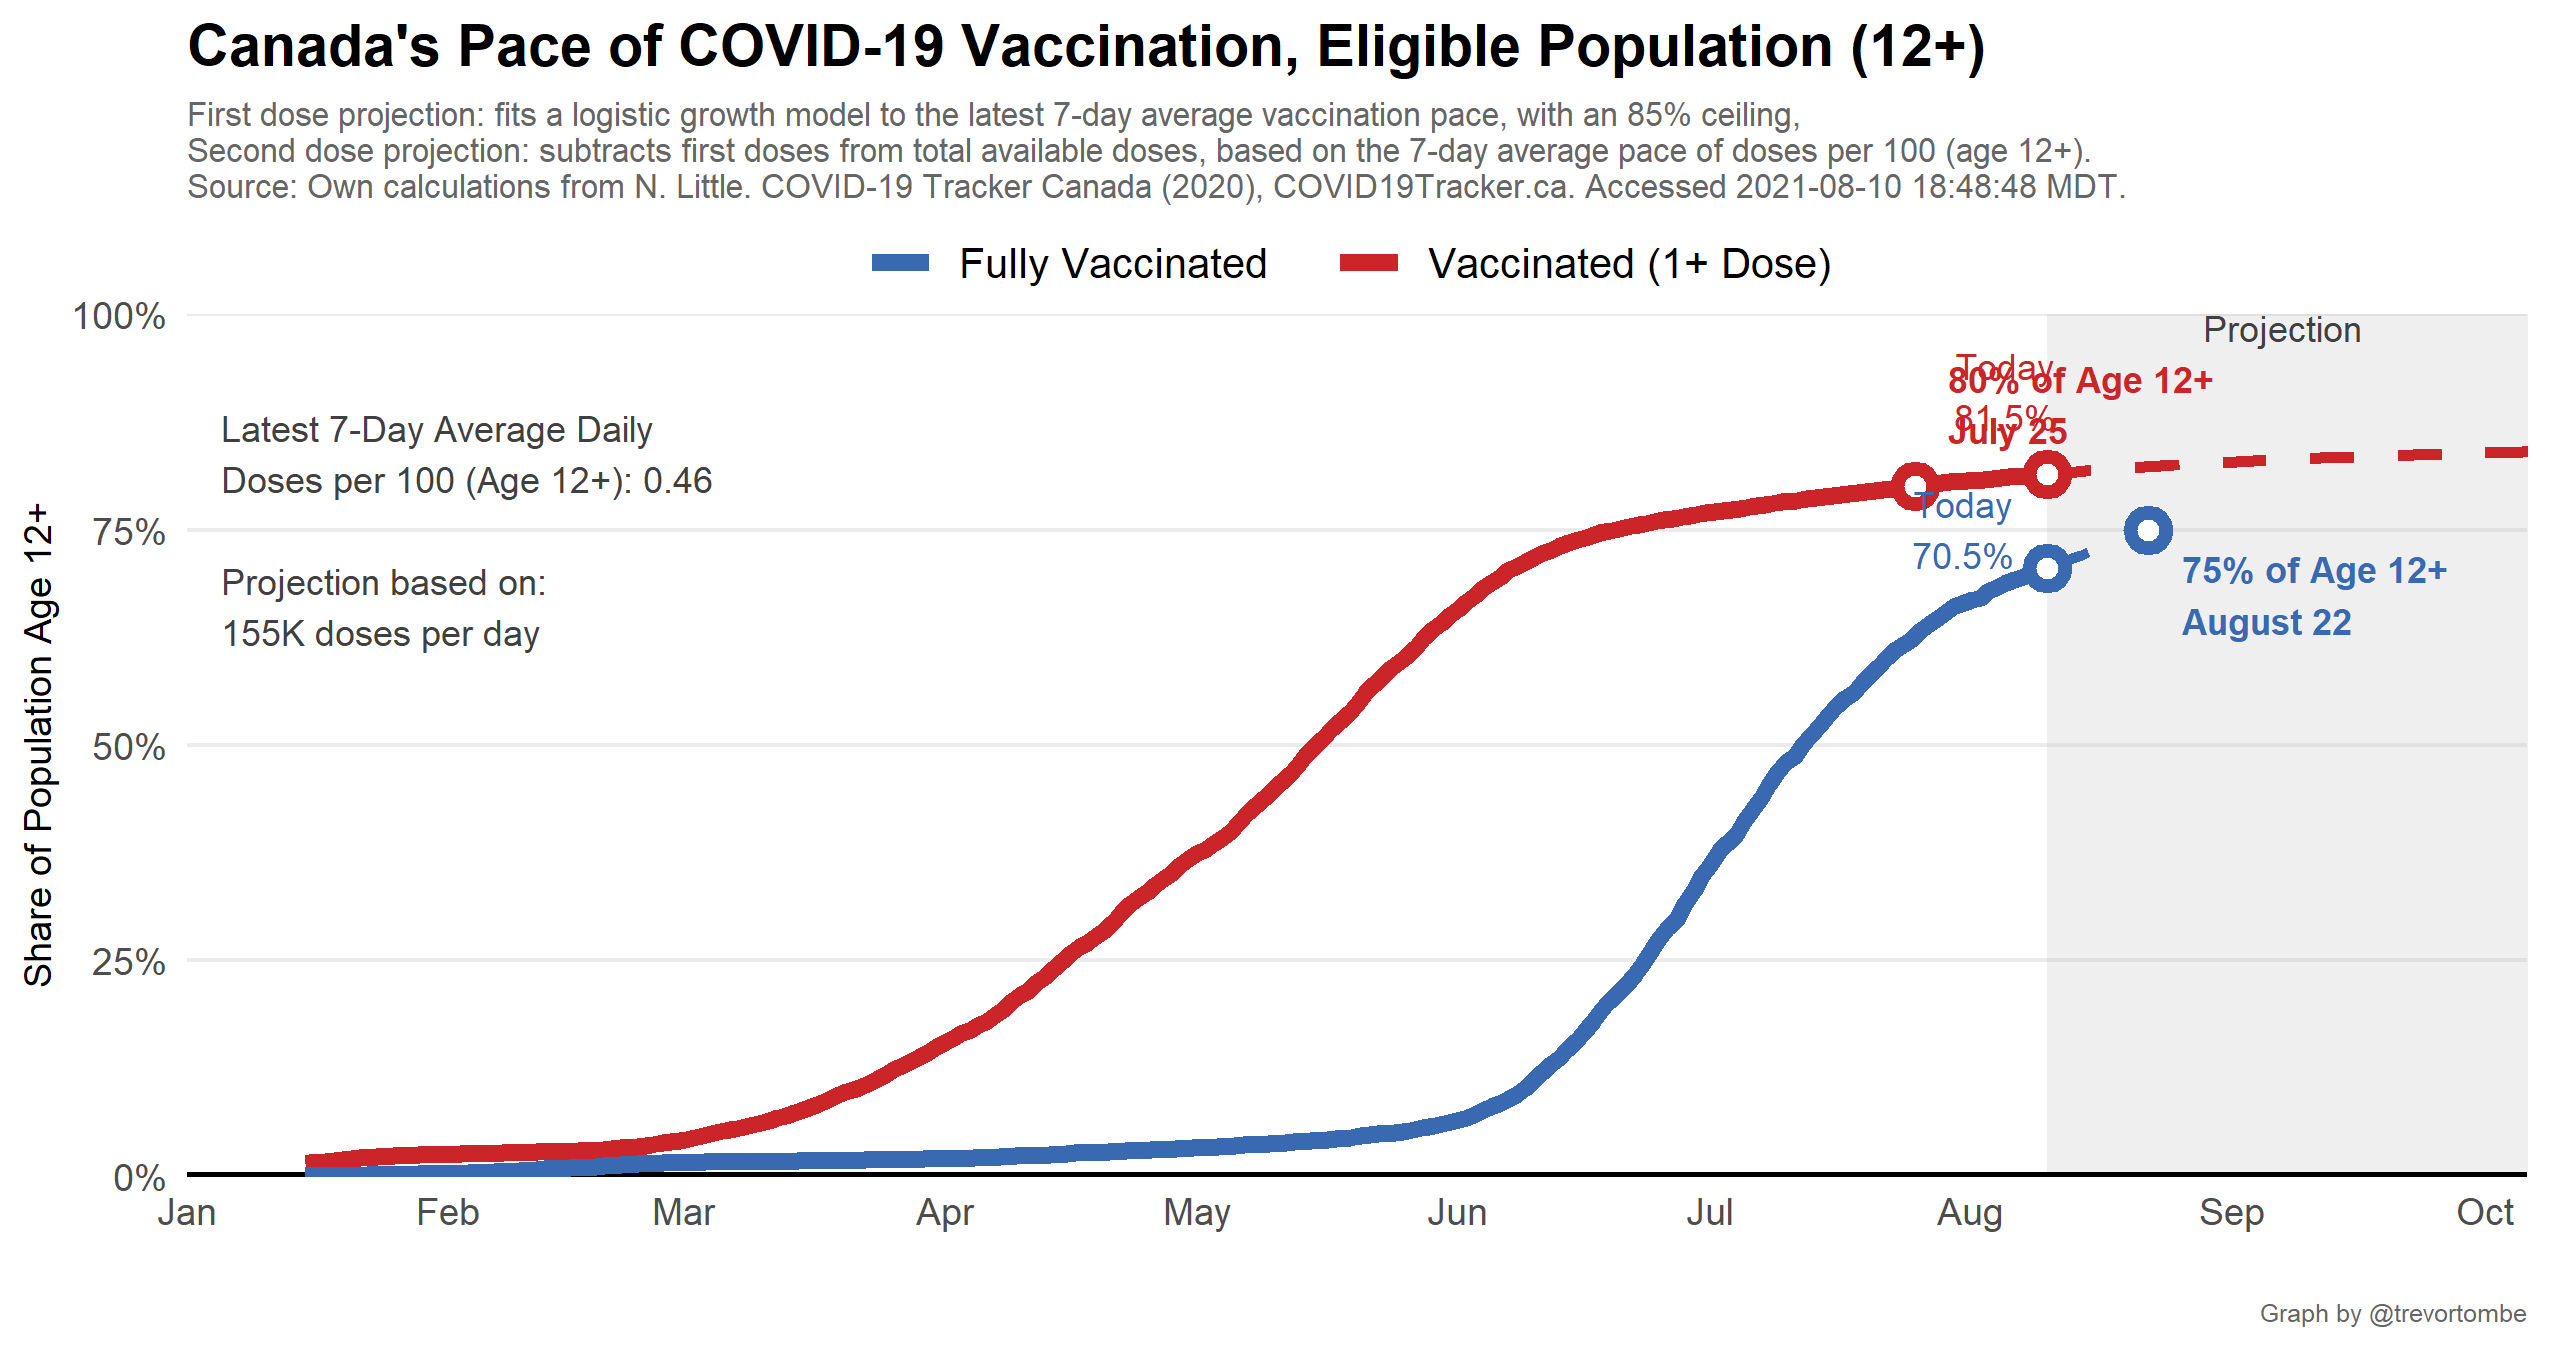 Canada's Pace of COVID-19 Vaccination, Eligible Population (12+)
First dose projection: fits a logistic growth model to the latest 7-day average vaccination pace, with an 85% ceiling,
Second dose projection: subtracts first doses from total available doses, based on the 7-day average pace of doses per 100 (age 12+).
Source: Own calculations from N. Little. COVID-19 Tracker Canada (2020), COVID19Tracker.ca. Accessed 2021-08-10 18:48:48 MDT.
Fully Vaccinated
Vaccinated (1+ Dose)
Share of Population Age 12+
100%
75%
50%
25%
0%
Latest 7-Day Average Daily
Doses per 100 (Age 12+): 0.46
Projection based on:
155K doses per day
Projection
Today
81.5%
80% of Age 12+
July 25
Today
70.5%
75% of Age 12+
August 22
Jan
Feb
Mar
Apr
May
Jun
Jul
Aug
Sep
Oct
Graph by @trevortombe